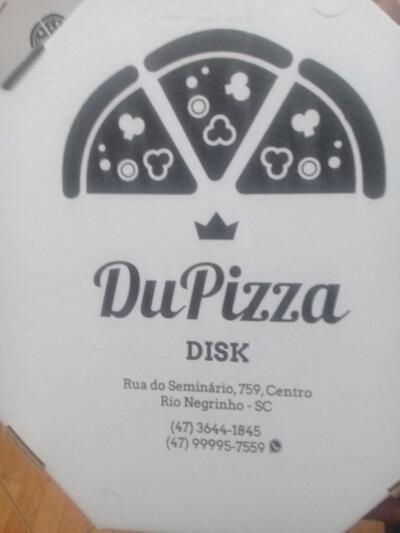 DuPizza
DISK
Rua do Seminário, 759, Centro
Rio Negrinho - SC
(47) 3644-1845
(47) 99995-7559